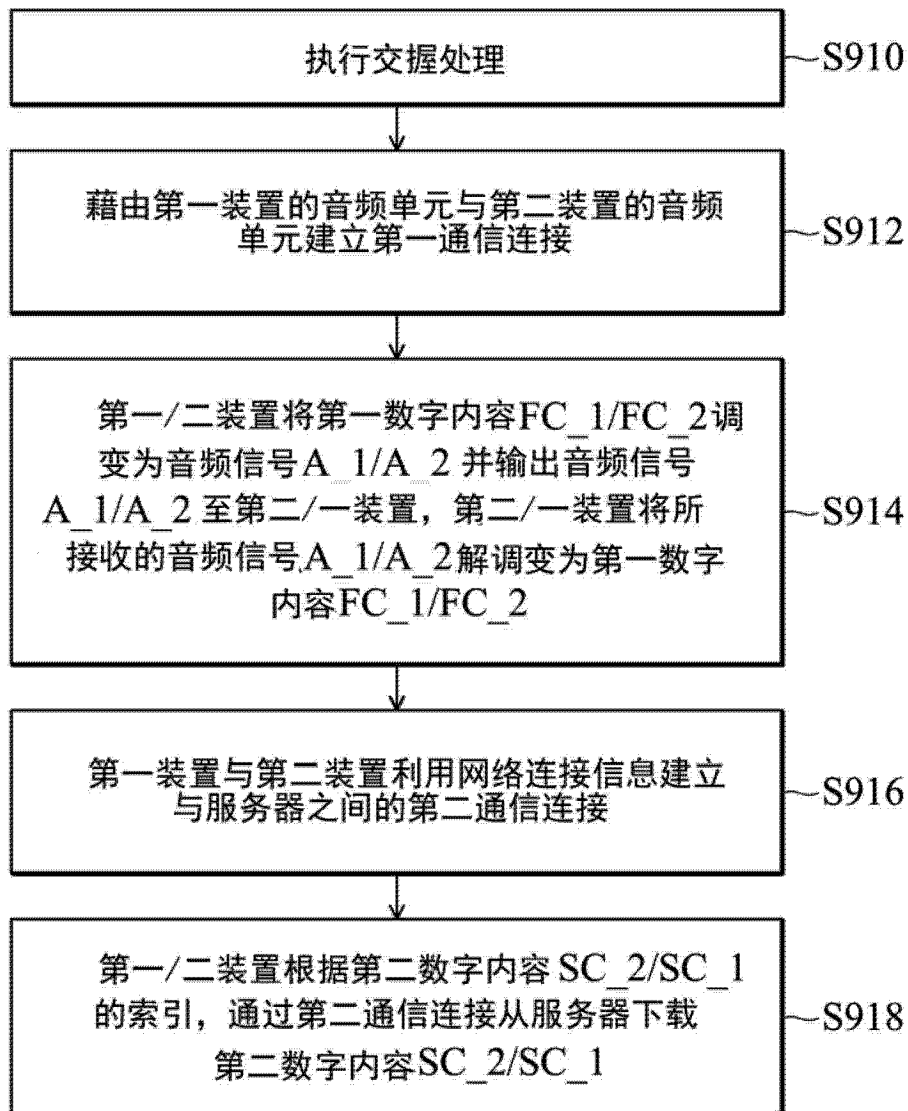 执行交握处理
S910
藉由第一装置的音频单元与第二装置的音频
单元建立第一通信连接
S912
第一/二装置将第一数字内容FC_1/FC_2调
变为音频信号A_1/A_2并输出音频信号
A_1/A_2至第二/一装置，第二/一装置将所
接收的音频信号A_1/A_2解调变为第一数字
内容FC_1/FC_2
S914
第一装置与第二装置利用网络连接信息建立
与服务器之间的第二通信连接
S916
第一/二装置根据第二数字内容SC_2/SC_1
的索引，通过第二通信连接从服务器下载
第二数字内容SC_2/SC_1
S918